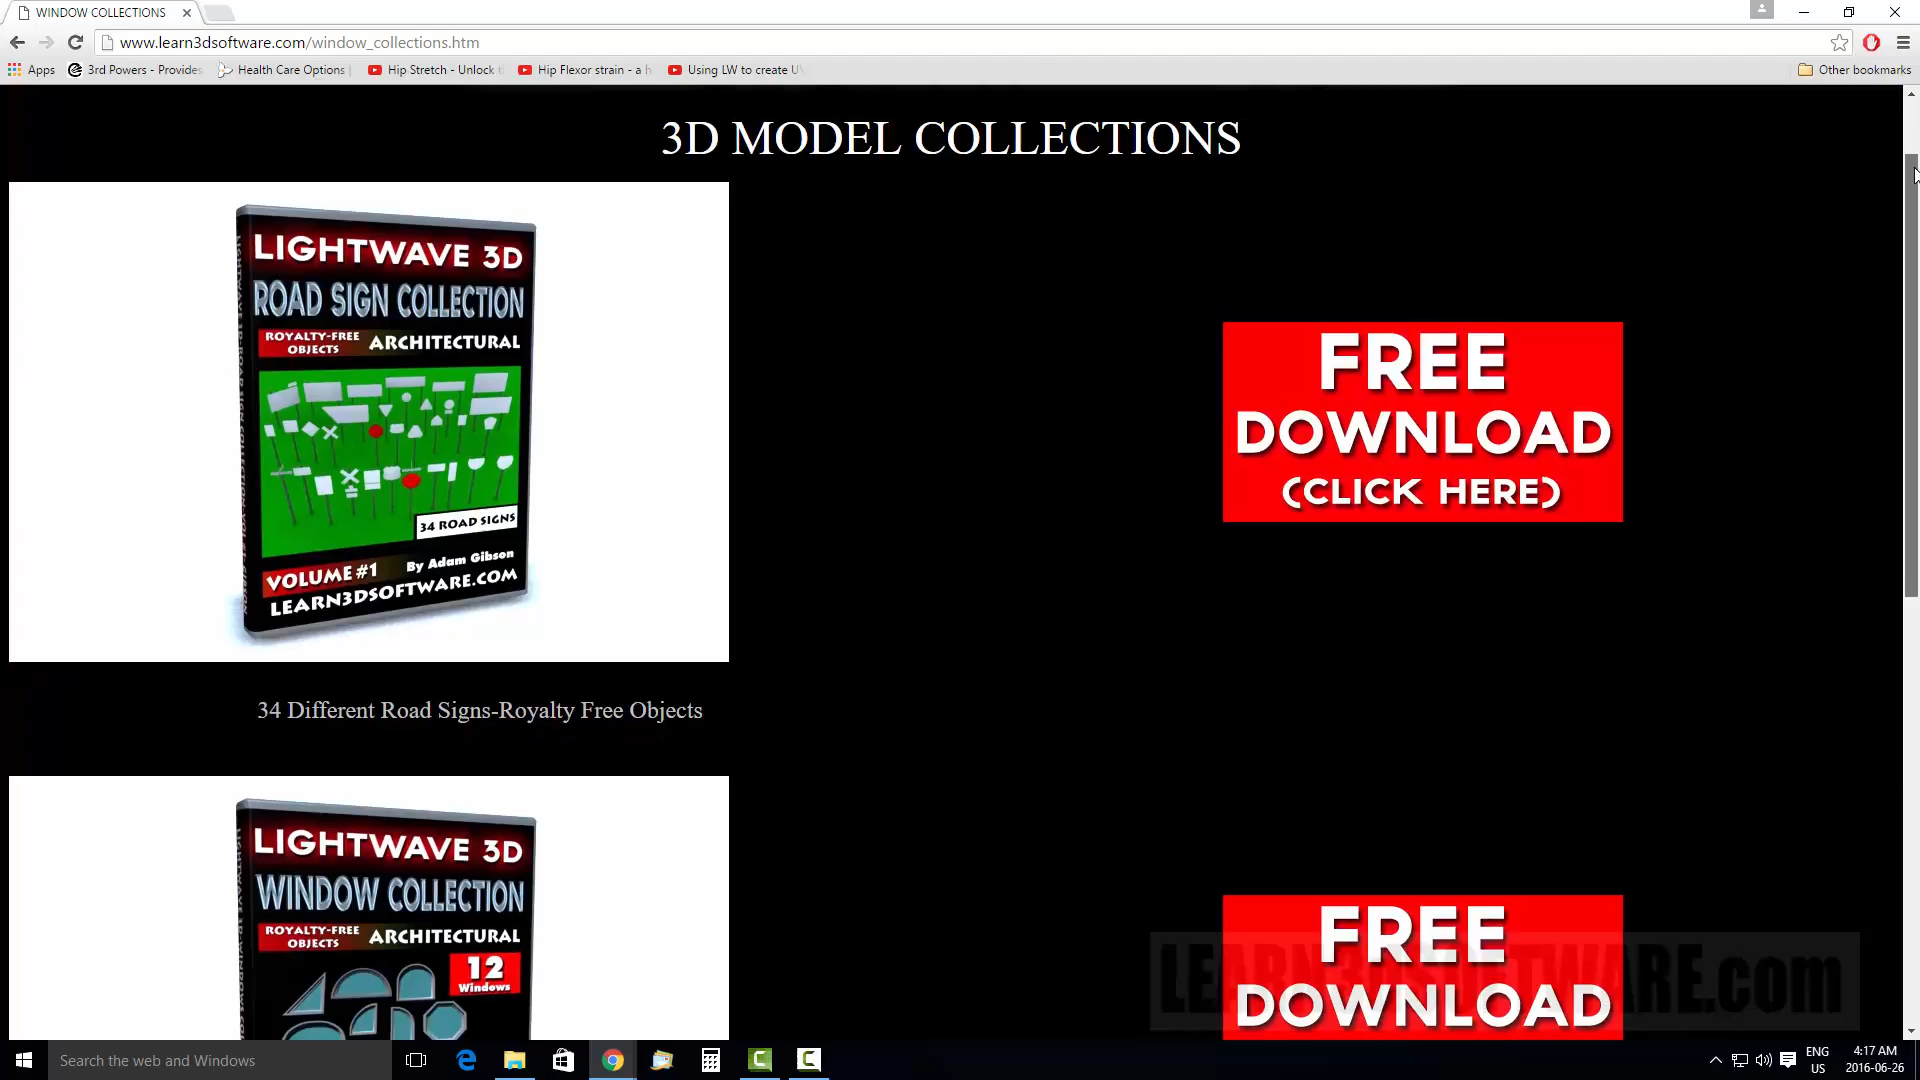 WINDOW COLLECTIONS
www.learn3dsoftware.com/window_collections.htm
Apps
3rd Powers - Provides
Health Care Options
Hip Stretch - Unlock t
Hip Flexor strain - a h
Using LW to create U
Other bookmarks
3D MODEL COLLECTIONS
LIGHTWAVE 3D
ROAD SIGN COLLECTION
ROYALTY-FREE
OBJECTS
ARCHITECTURAL
34 ROAD SIGNS
VOLUME #1
By Adam Gibson
LEARN3DSOFTWARE.COM
FREE
DOWNLOAD
(CLICK HERE)
34 Different Road Signs-Royalty Free Objects
LIGHTWAVE 3D
WINDOW COLLECTION
ROYALTY-FREE
OBJECTS
ARCHITECTURAL
12
Windows
FREE
DOWNLOAD
LEARN3DSOFTWARE.com
Search the web and Windows
ENG
US
4:17 AM
2016-06-26